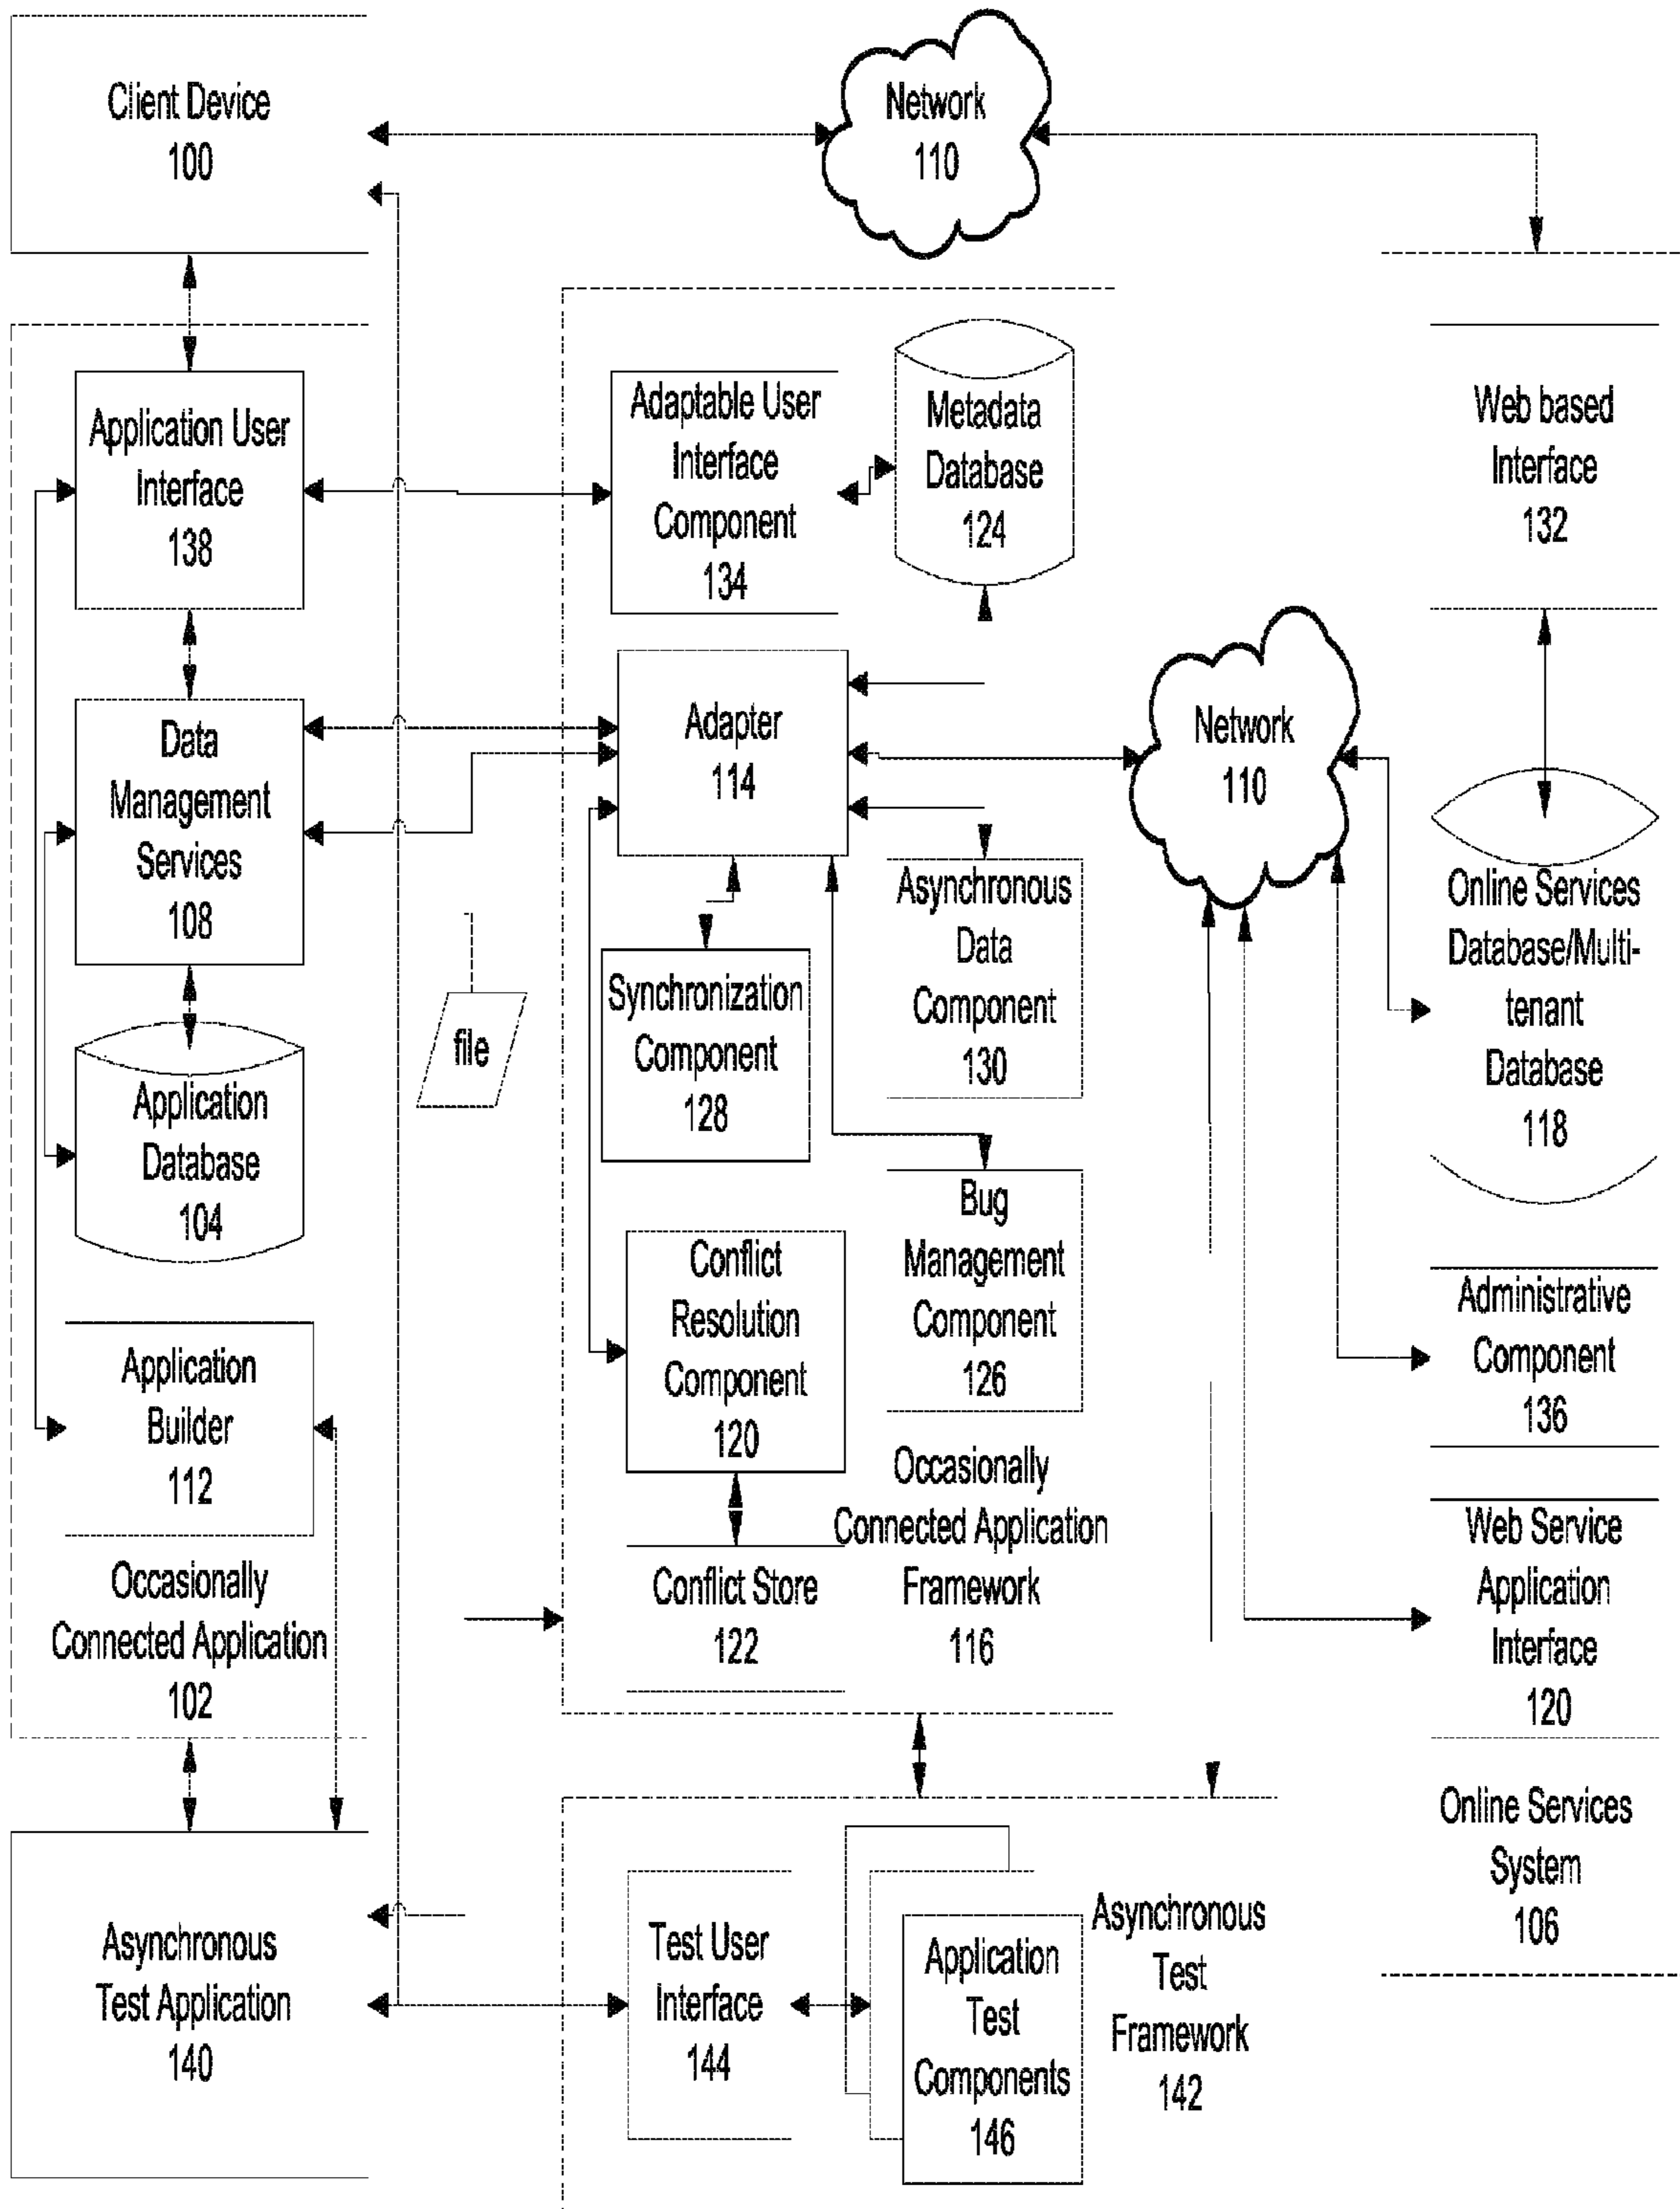 Client Device
100
Network
110
Application User
Interface
138
Adaptable User
Interface
Component
134
Metadata
Database
124
Web based
Interface
132
Data
Management
Services
108
Adapter
114
Network
110
Application
Database
104
file
Synchronization
Component
128
Asynchronous
Data
Component
130
Online Services
Database/Multi-
tenant
Database
118
Bug
Management
Component
126
Conflict
Resolution
Component
120
Administrative
Component
136
Application
Builder
112
Occasionally
Connected Application
102
Conflict Store
122
Occasionally
Connected Application
Framework
116
Web Service
Application
Interface
120
Online Services
System
106
Asynchronous
Test Application
140
Test User
Interface
144
Application
Test
Components
146
Asynchronous
Test
Framework
142